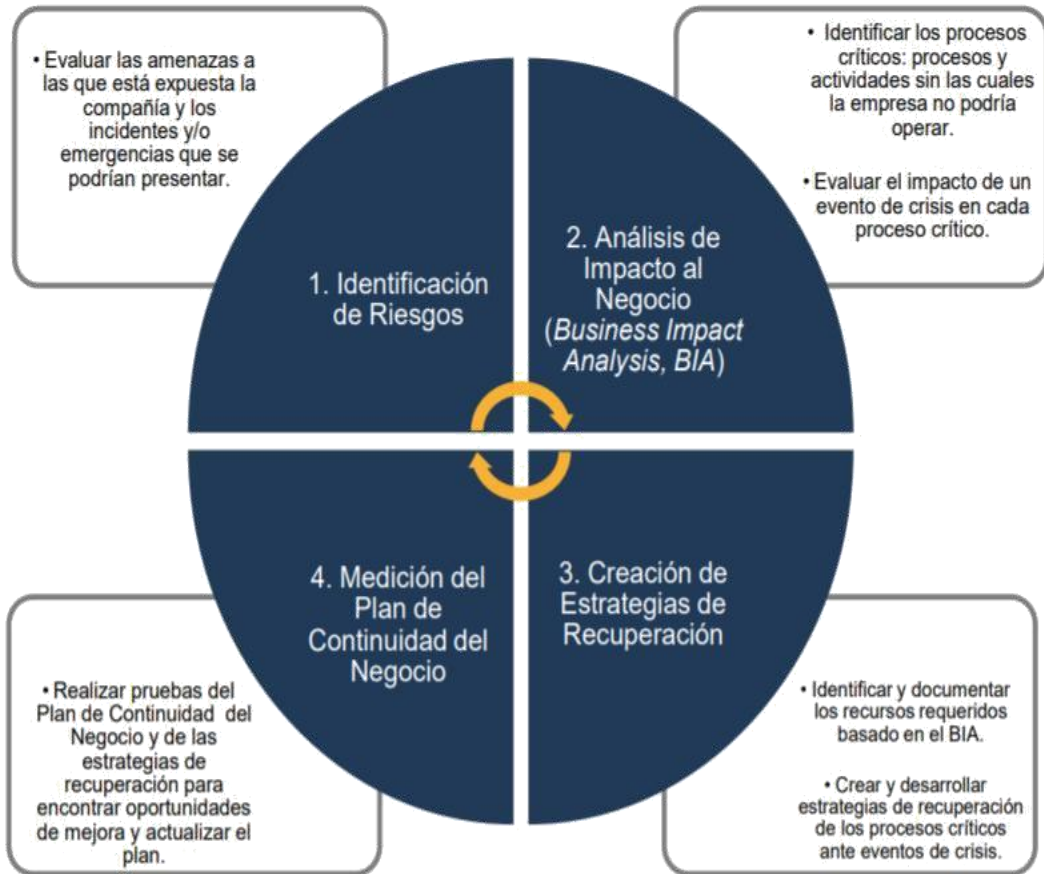 • Evaluar las amenazas a
las que está expuesta la
compañía y los
incidentes y/o
emergencias que se
podrían presentar.
1. Identificación
de Riesgos
• Identificar los procesos
críticos: procesos y
actividades sin las cuales
la empresa no podría
operar.
• Evaluar el impacto de un
evento de crisis en cada
proceso crítico.
2. Análisis de
Impacto al
Negocio
(Business Impact
Analysis, BIA)
3. Creación de
Estrategias de
Recuperación
• Identificar y documentar
los recursos requeridos
basado en el BIA.
• Crear y desarrollar
estrategias de recuperación
de los procesos críticos
ante eventos de crisis.
4. Medición del
Plan de
Continuidad del
Negocio
• Realizar pruebas del
Plan de Continuidad del
Negocio y de las
estrategias de
recuperación para
encontrar oportunidades
de mejora y actualizar el
plan.